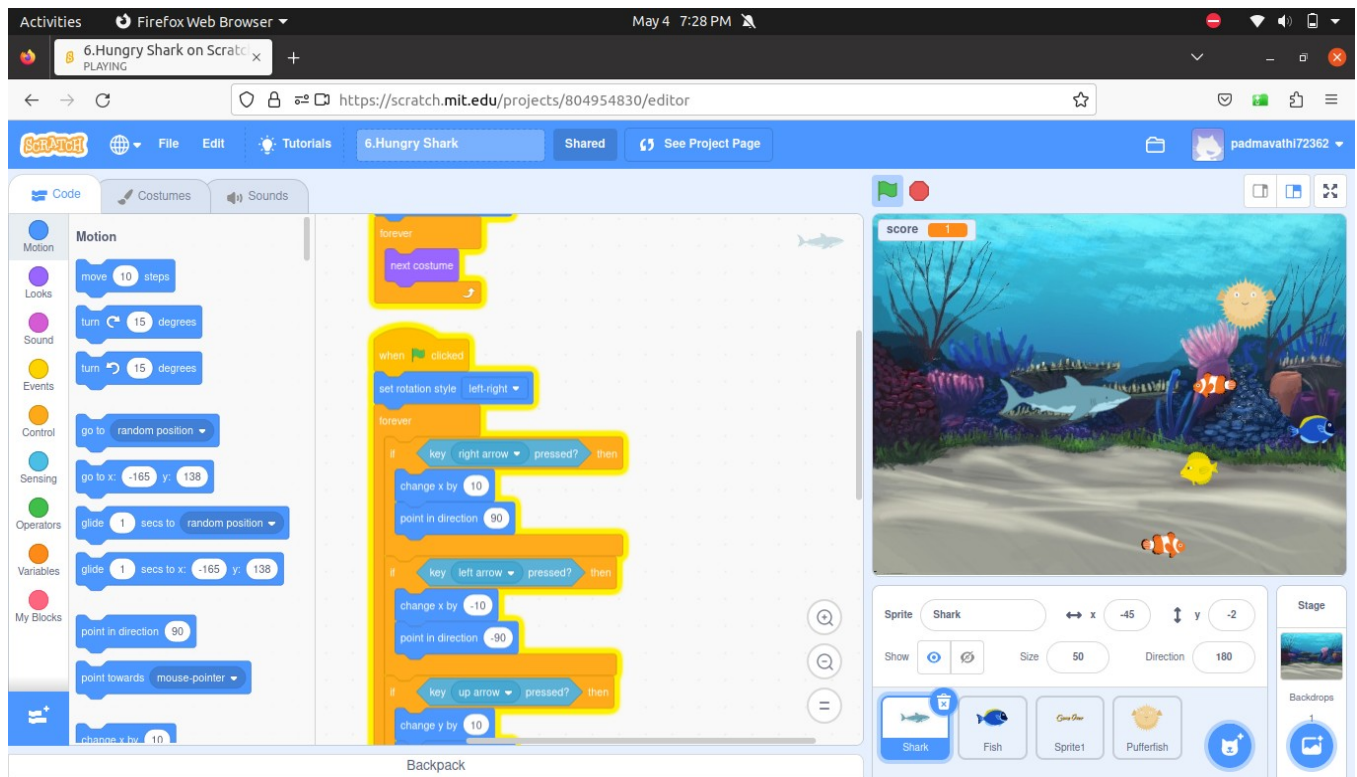 Activities Firefox Web Browser May 4 7:28 PM
6.Hungry Shark on Scratc
PLAYING
https://scratch.mit.edu/projects/804954830/editor
SCRATCH File Edit Tutorials 6.Hungry Shark Shared See Project Page padmavathi72362
Code Costumes Sounds
Motion
Looks
Sound
Events
Control
Sensing
Operators
Variables
My Blocks
Motion
move 10 steps
turn 15 degrees
turn 15 degrees
go to random position
go to x: -165 y: 138
glide 1 secs to random position
glide 1 secs to x: -165 y: 138
point in direction 90
point towards mouse-pointer
change x by 10
forever
next costume
when clicked
set rotation style left-right
forever
if key right arrow pressed? then
change x by 10
point in direction 90
if key left arrow pressed? then
change x by -10
point in direction -90
if key up arrow pressed? then
change y by 10
Backpack
score 1
Sprite Shark x -45 y -2
Show Size 50 Direction 180
Shark Fish Sprite1 Pufferfish
Stage
Backdrops
1